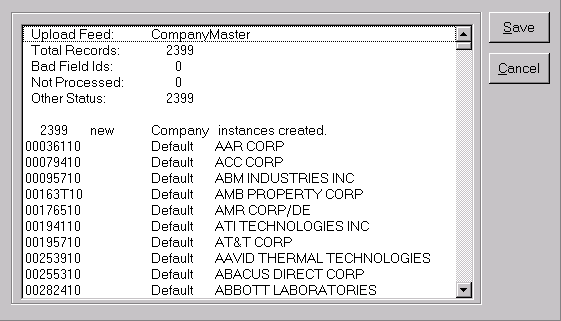 Upload Feed: CompanyMaster
Total Records: 2399
Bad Field Ids: 0
Not Processed: 0
Other Status: 2399
2399 new Company instances created.
00036110 Default AAR CORP
00079410 Default ACC CORP
00095710 Default ABM INDUSTRIES INC
00163T10 Default AMB PROPERTY CORP
00176510 Default AMR CORP/DE
00194110 Default ATI TECHNOLOGIES INC
00195710 Default AT&T CORP
00253910 Default AAVID THERMAL TECHNOLOGIES
00255310 Default ABACUS DIRECT CORP
00282410 Default ABBOTT LABORATORIES
Save
Cancel